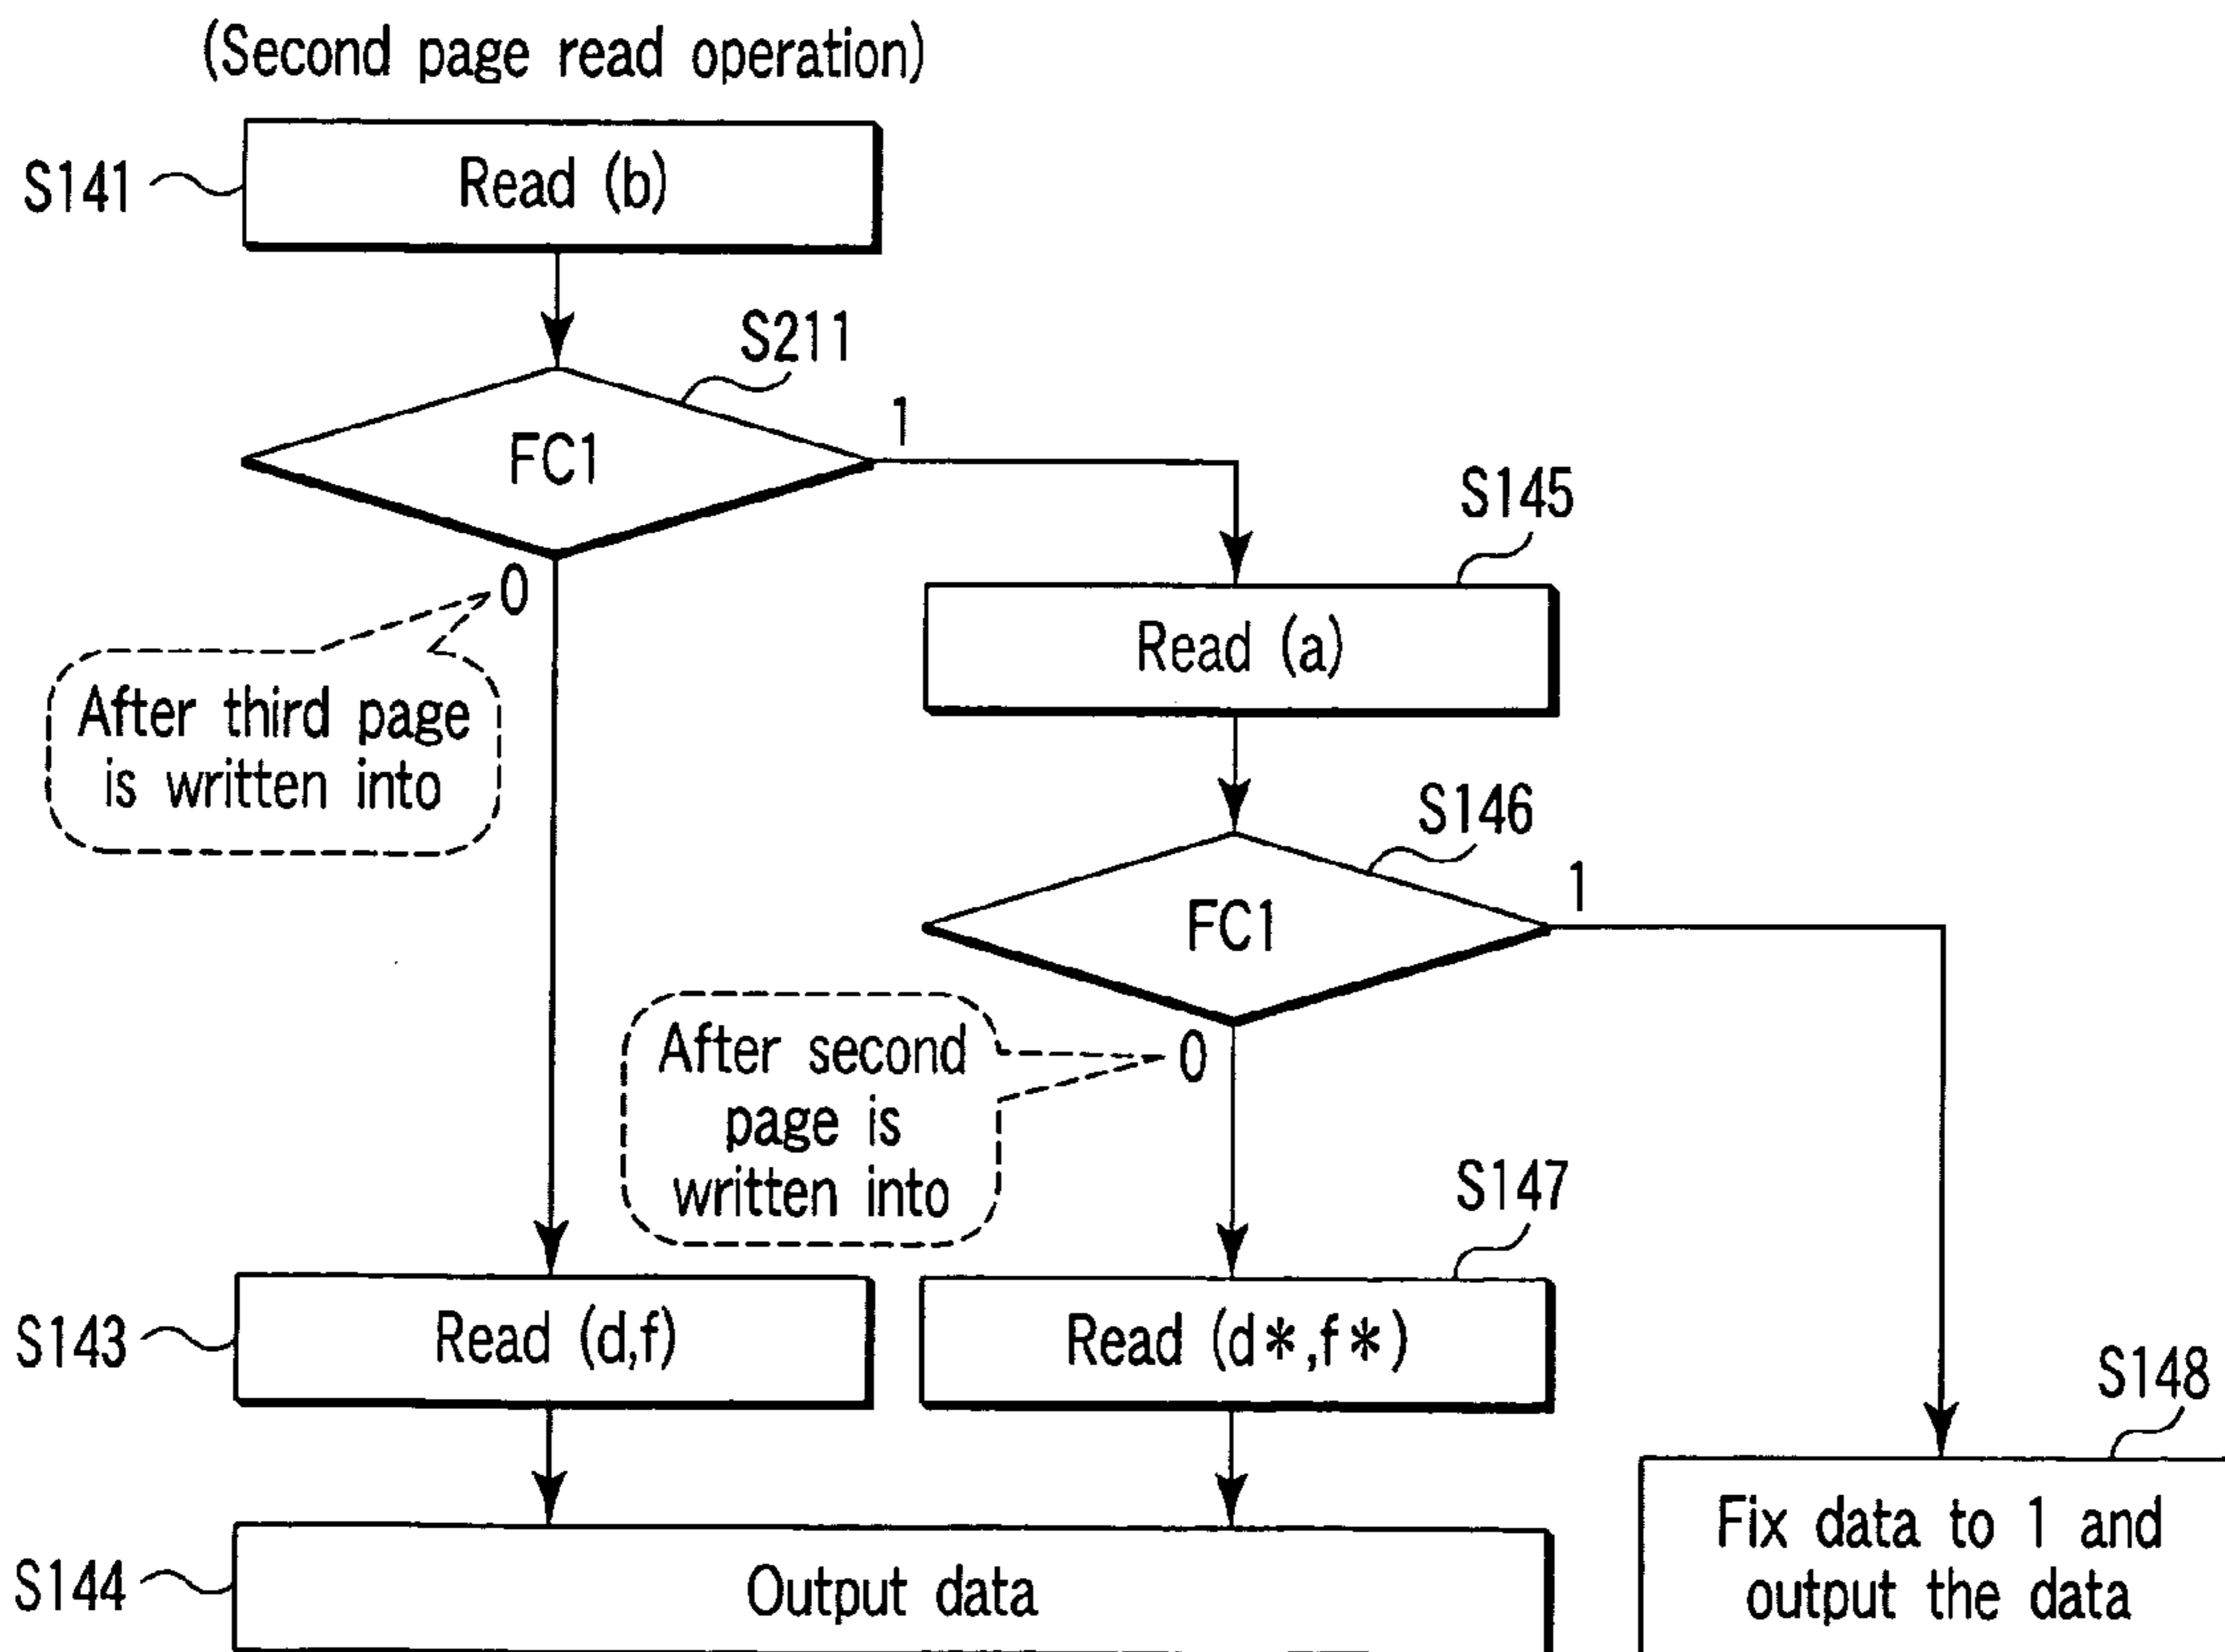 (Second page read operation)
S141
Read (b)
S211
FC1
1
0
After third page
is written into
S145
Read (a)
S146
FC1
1
0
After second
page is
written into
S147
S143
Read (d,f)
Read (d*,f*)
S148
S144
Output data
Fix data to 1 and
output the data